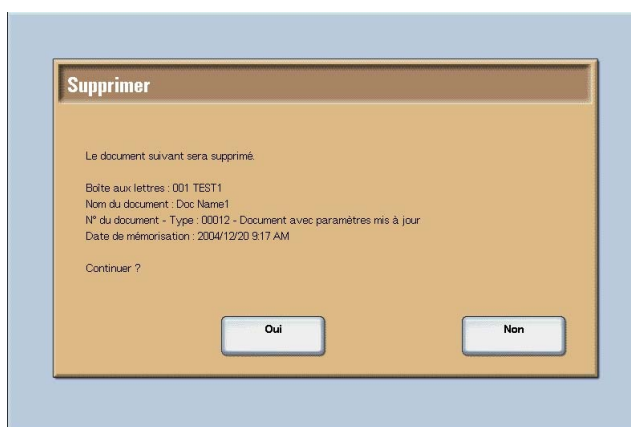 Supprimer
Le document suivant sera supprimé.
Boîte aux lettres : 001 TEST1
Nom du document : Doc Name1
N° du document - Type : 00012 - Document avec paramètres mis à jour
Date de mémorisation : 2004/12/20 9:17 AM
Continuer ?
Oui
Non